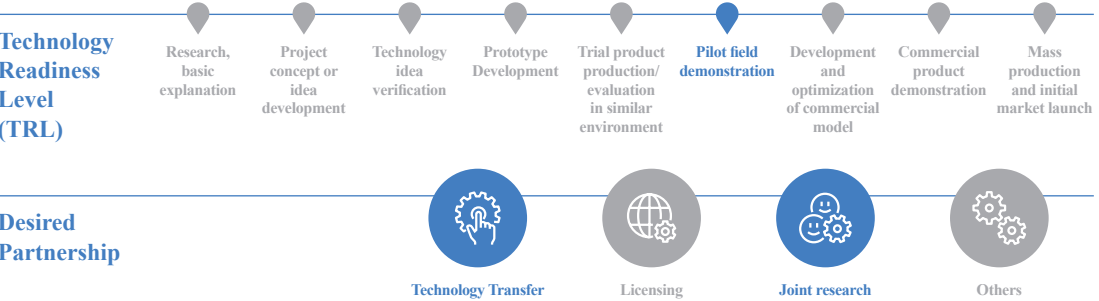 Technology
Readiness
Level
(TRL)
Research,
basic
explanation
Project
concept or
idea
development
Technology
idea
verification
Prototype
Development
Trial product
production/
evaluation
in similar
environment
Pilot field
demonstration
Development
and
optimization
of commercial
model
Commercial
product
demonstration
Mass
production
and initial
market launch
Desired
Partnership
Technology Transfer
Licensing
Joint research
Others